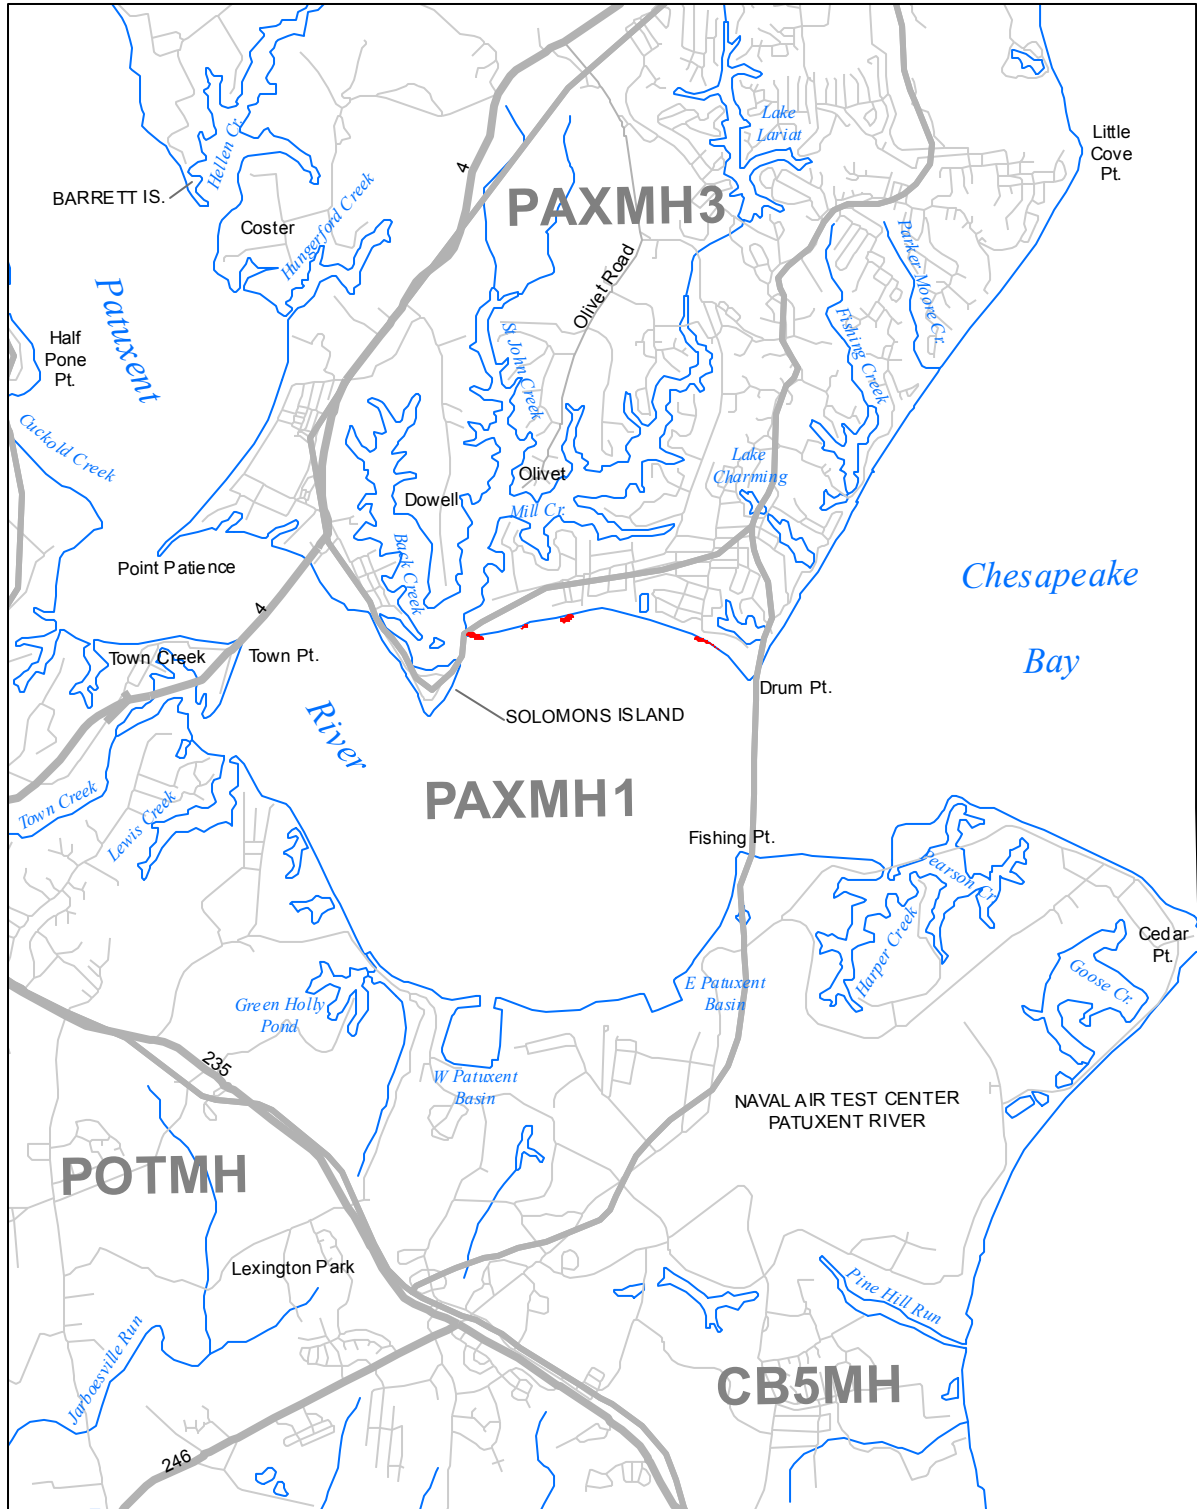 Lake
Lariat
Little
Cove
Pt.
Hellen Cr.
4
BARRETT IS.
PAXMH3
Coster
Hungerford Creek
Parker Moore Cr.
Olivet Road
Patuxent
Half
Pone
Pt.
St John Creek
Fishing Creek
Cuckold Creek
Lake
Charming
Olivet
Dowell
Mill Cr.
Back Creek
Point Patience
Chesapeake
Bay
4
Town Creek
Town Pt.
Drum Pt.
SOLOMONS ISLAND
River
PAXMH1
Town Creek
Lewis Creek
Fishing Pt.
Pearson Cr.
Harper Creek
Cedar
Pt.
Goose Cr.
E Patuxent
Basin
Green Holly
Pond
235
W Patuxent
Basin
NAVAL AIR TEST CENTER
PATUXENT RIVER
POTMH
Lexington Park
Pine Hill Run
Jarboesville Run
CB5MH
246